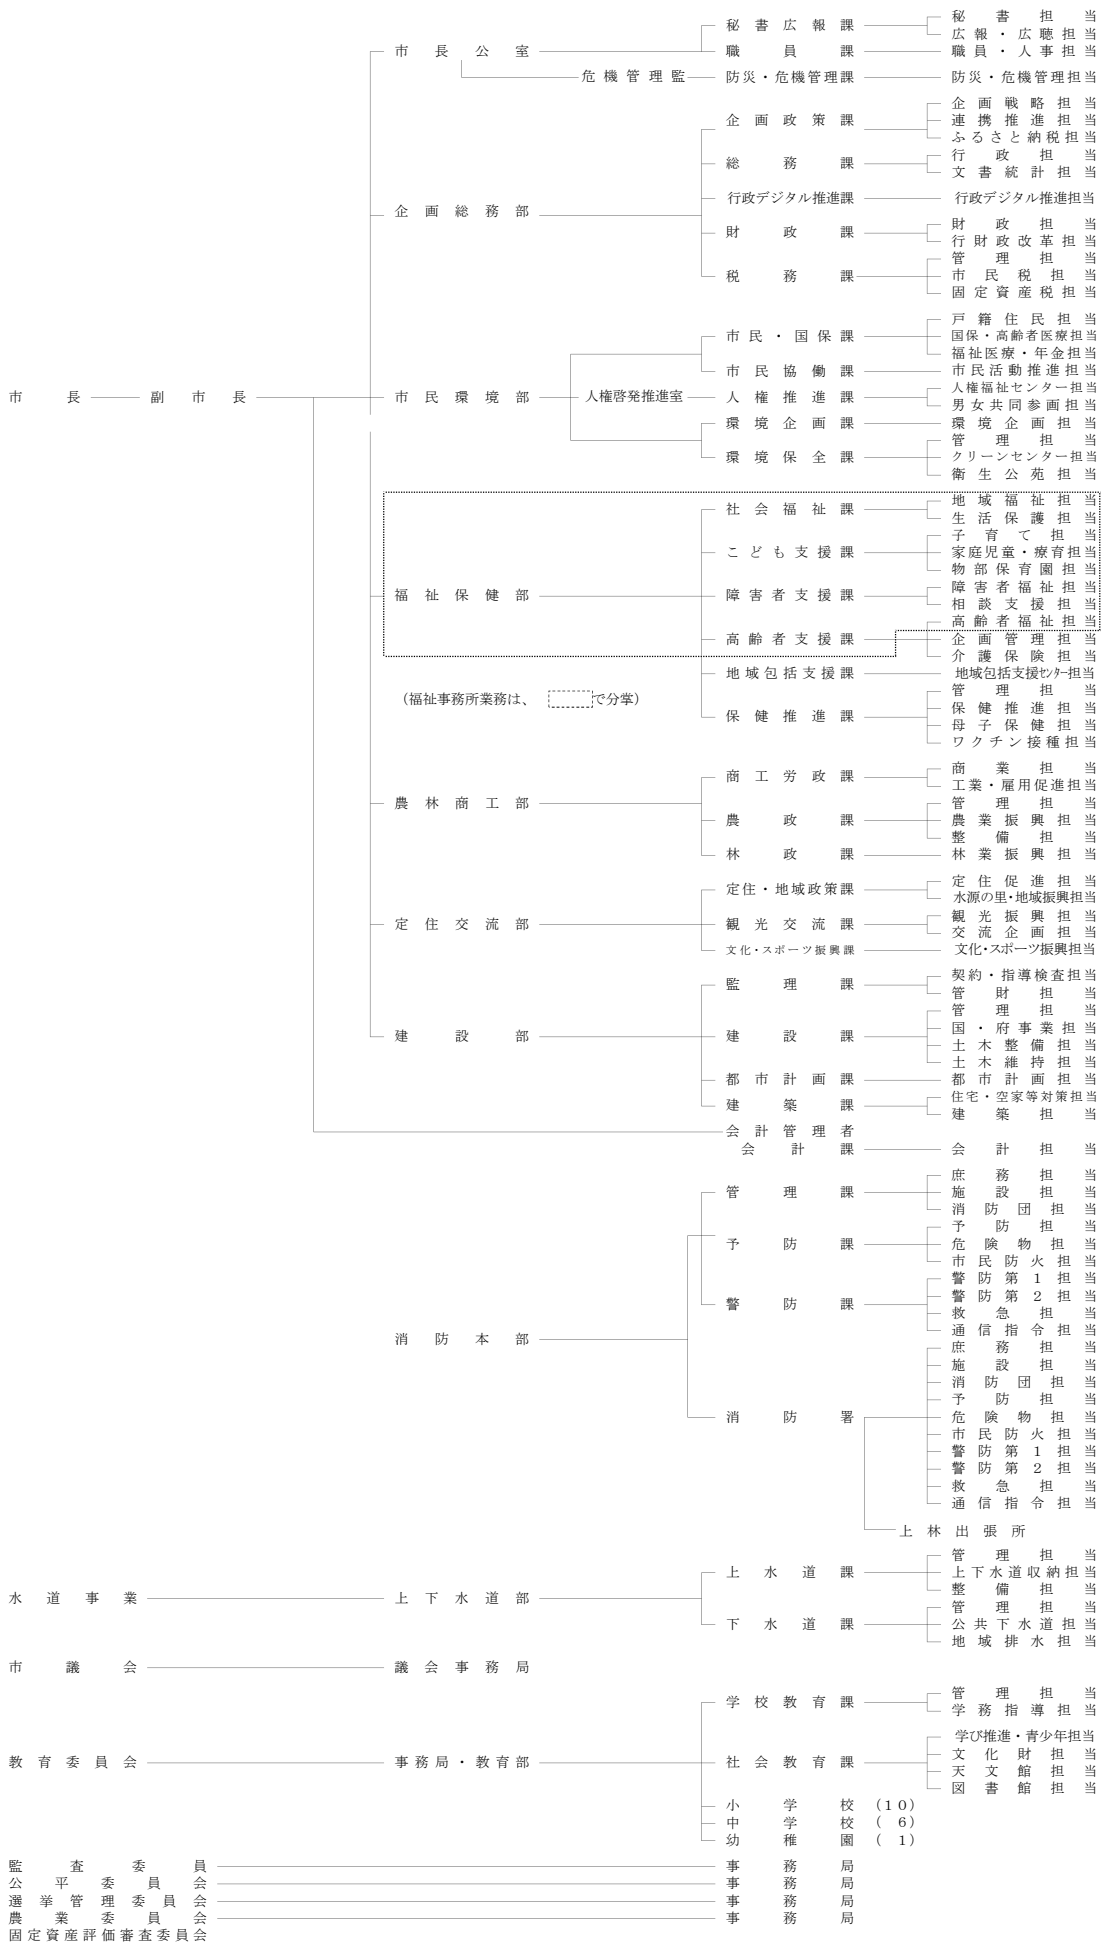 秘書広報課 秘書担当
広報・広聴担当
市長公室 職員課 職員・人事担当
危機管理監 防災・危機管理課 防災・危機管理担当
企画戦略担当
企画政策課 連携推進担当
ふるさと納税担当
総務課 行政担当
文書統計担当
行政デジタル推進課 行政デジタル推進担当
企画総務部
財政課 財政担当
行財政改革担当
管理担当
税務課 市民税担当
固定資産税担当
戸籍住民担当
市民・国保課 国保・高齢者医療担当
福祉医療・年金担当
市民協働課 市民活動推進担当
人権福祉センター担当
市長 副市長 市民環境部 人権啓発推進室 人権推進課
男女共同参画担当
環境企画課 環境企画担当
管理担当
環境保全課 クリーンセンター担当
衛生公苑担当
社会福祉課 地域福祉担当
生活保護担当
子育て担当
こども支援課 家庭児童・療育担当
物部保育園担当
障害者福祉担当
福祉保健部 障害者支援課
相談支援担当
高齢者福祉担当
高齢者支援課 企画管理担当
介護保険担当
地域包括支援課 地域包括支援センター担当
(福祉事務所業務は、 で分掌)
管理担当
保健推進課 保健推進担当
母子保健担当
ワクチン接種担当
商工労政課 商業担当
工業・雇用促進担当
農林商工部 管理担当
農政課 農業振興担当
整備担当
林政課 林業振興担当
定住・地域政策課 定住促進担当
水源の里・地域振興担当
定住交流部 観光交流課 観光振興担当
交流企画担当
文化・スポーツ振興課 文化・スポーツ振興担当
監理課 契約・指導検査担当
管財担当
管理担当
建設部 建設課 国・府事業担当
土木整備担当
土木維持担当
都市計画課 都市計画担当
建築課 住宅・空家等対策担当
建築担当
会計管理者
会計課 会計担当
庶務担当
管理課 施設担当
消防団担当
予防担当
予防課 危険物担当
市民防火担当
警防第1担当
警防課 警防第2担当
救急担当
通信指令担当
消防本部
庶務担当
施設担当
消防団担当
予防担当
消防署 危険物担当
市民防火担当
警防第1担当
警防第2担当
救急担当
通信指令担当
上林出張所
管理担当
上水道課 上下水道収納担当
整備担当
水道事業 上下水道部
管理担当
下水道課 公共下水道担当
地域排水担当
市議会 議会事務局
学校教育課 管理担当
学務指導担当
学び推進・青少年担当
教育委員会 事務局・教育部 社会教育課 文化財担当
天文館担当
図書館担当
小学校 (10)
中学校 ( 6)
幼稚園 ( 1)
監査委員 事務局
公平委員会 事務局
選挙管理委員会 事務局
農業委員会 事務局
固定資産評価審査委員会